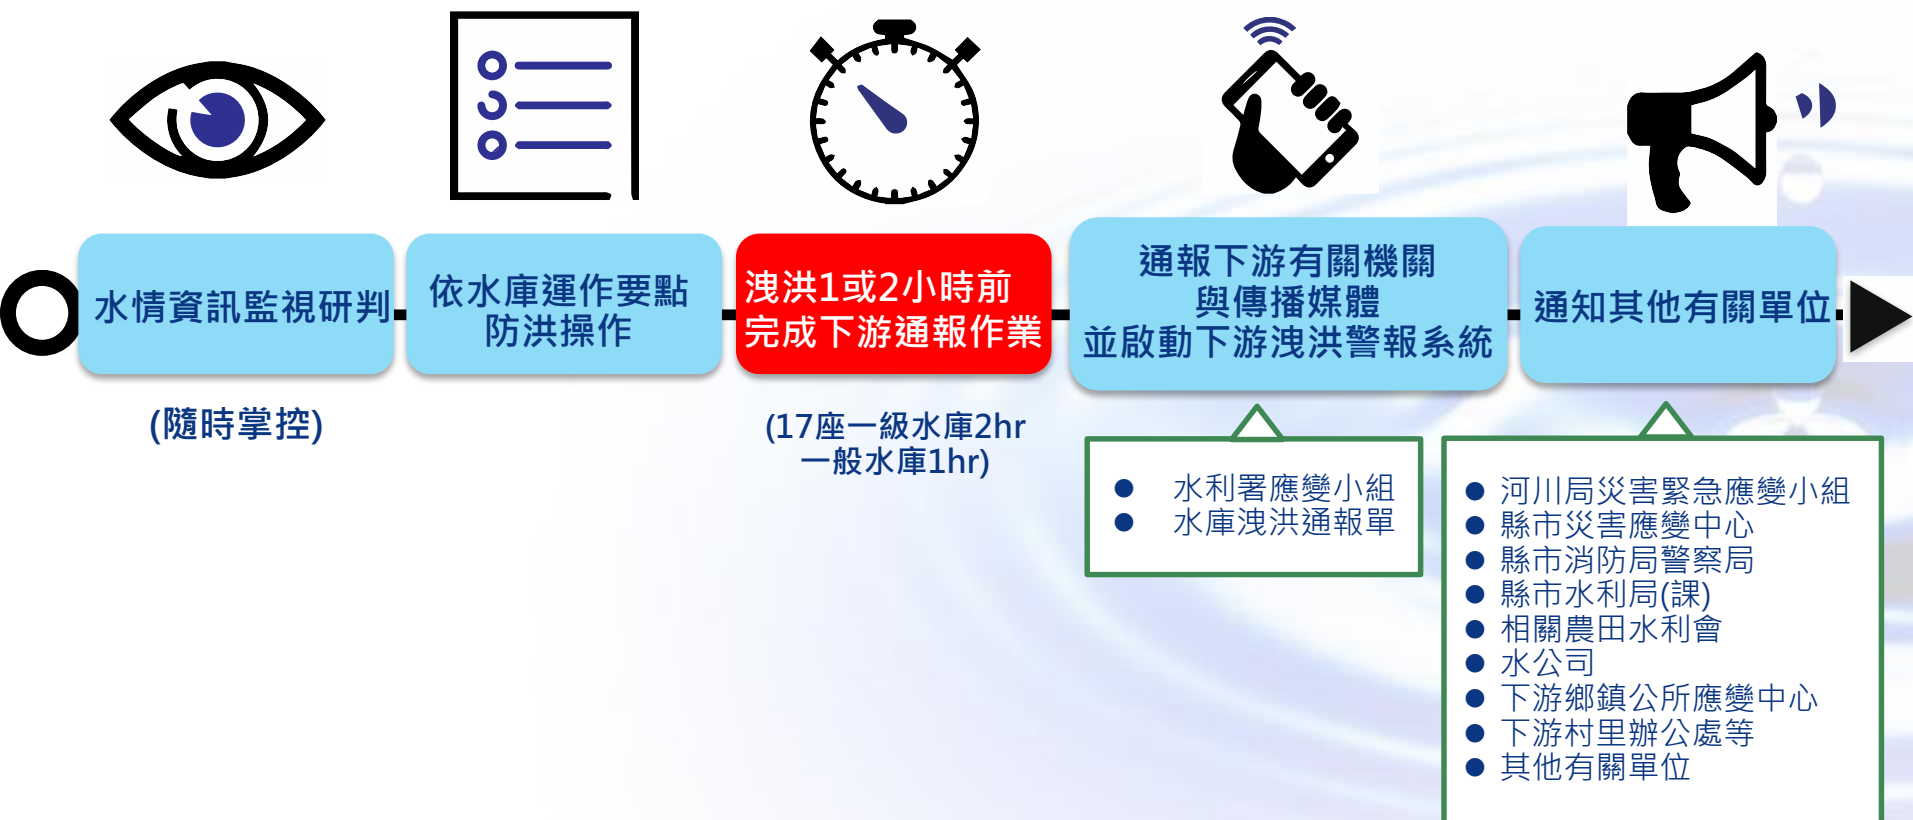 水情資訊監視研判
(隨時掌控)
依水庫運作要點
防洪操作
洩洪1或2小時前
完成下游通報作業
(17座一級水庫2hr
一般水庫1hr)
通報下游有關機關
與傳播媒體
並啟動下游洩洪警報系統
● 水利署應變小組
● 水庫洩洪通報單
通知其他有關單位
● 河川局災害緊急應變小組
● 縣市災害應變中心
● 縣市消防局警察局
● 縣市水利局(課)
● 相關農田水利會
● 水公司
● 下游鄉鎮公所應變中心
● 下游村里辦公處等
● 其他有關單位